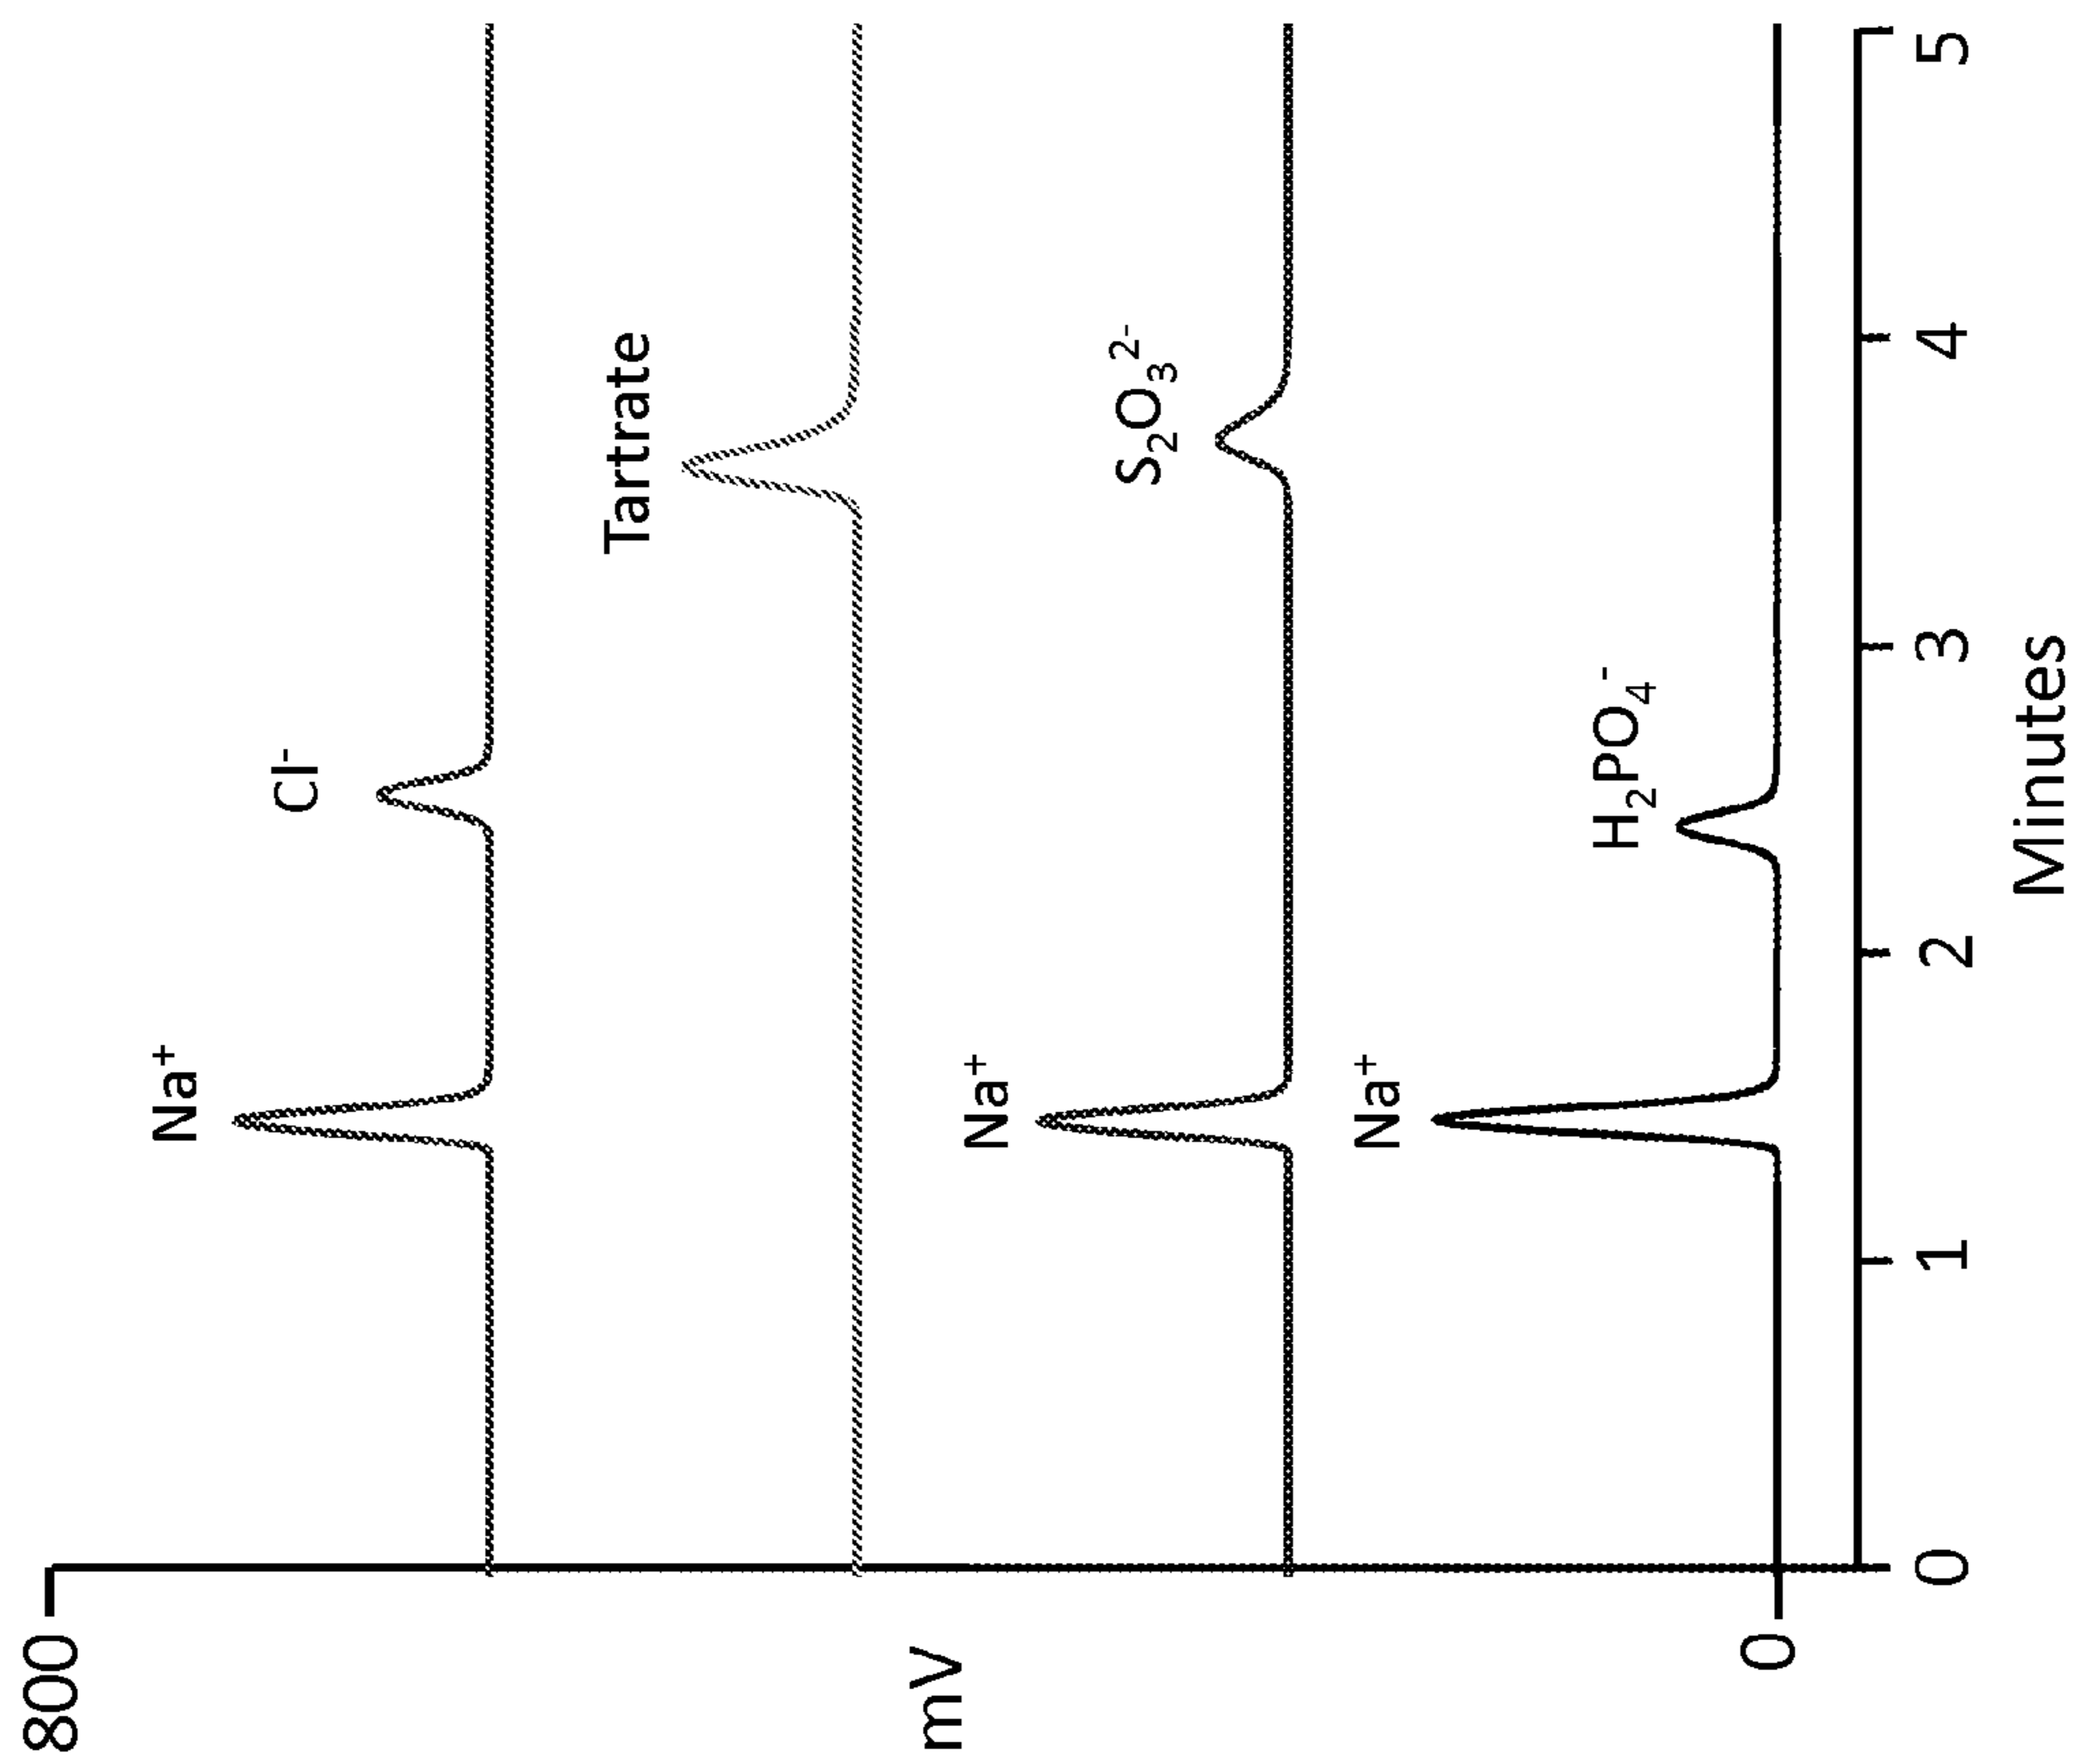 800
mV
0
Na⁺
Cl⁻
Tartrate
Na⁺
S₂O₃²⁻
Na⁺
H₂PO₄⁻
0
1
2
3
4
5
Minutes